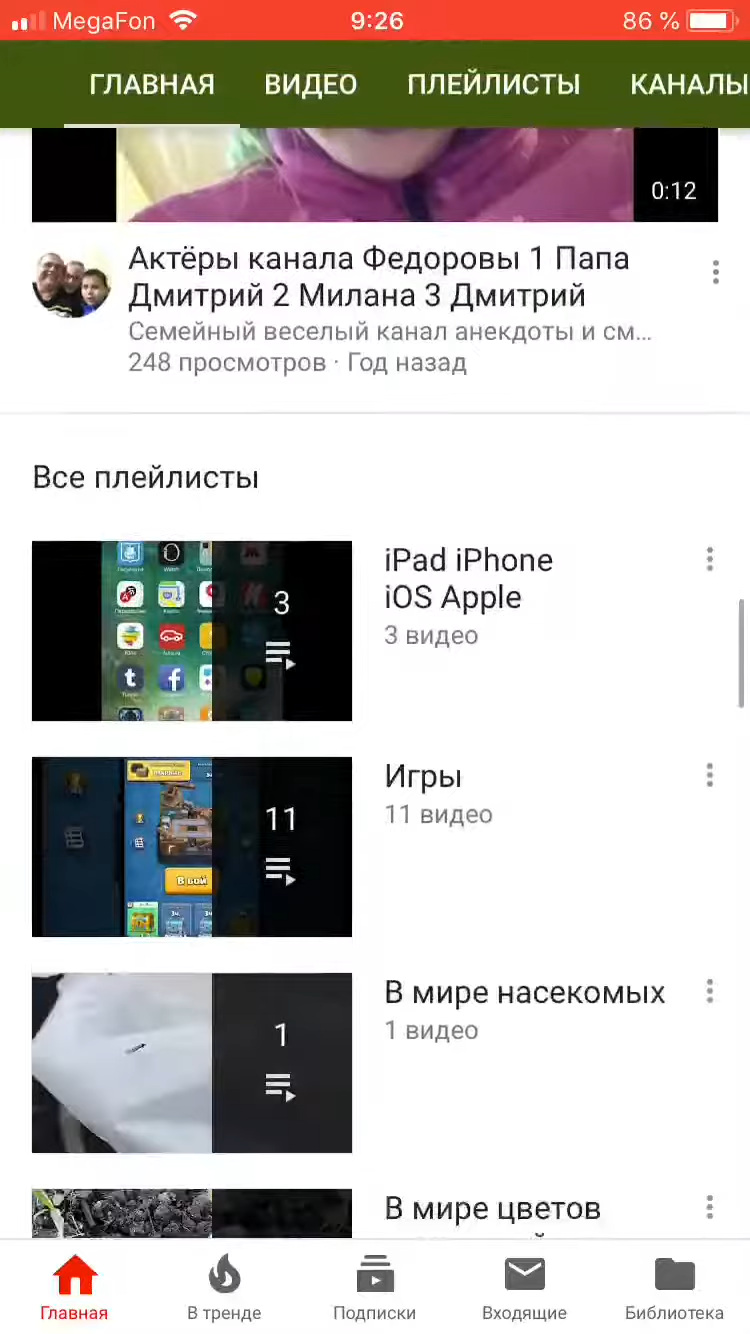 MegaFon 9:26 86 %
ГЛАВНАЯ ВИДЕО ПЛЕЙЛИСТЫ КАНАЛЫ
0:12
Актёры канала Федоровы 1 Папа
Дмитрий 2 Милана 3 Дмитрий
Семейный веселый канал анекдоты и см...
248 просмотров · Год назад
Все плейлисты
3
iPad iPhone
iOS Apple
3 видео
11
В бой
Игры
11 видео
1
В мире насекомых
1 видео
В мире цветов
Главная В тренде Подписки Входящие Библиотека